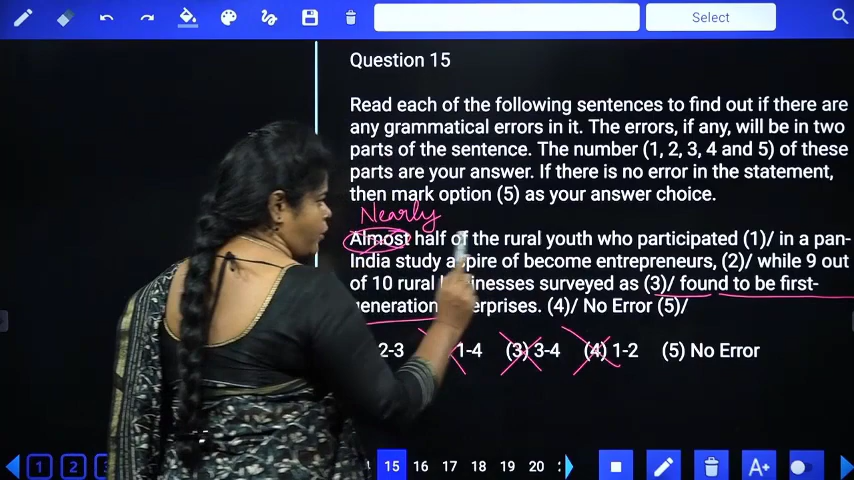 Select
Question 15
Read each of the following sentences to find out if there are
any grammatical errors in it. The errors, if any, will be in two
parts of the sentence. The number (1, 2, 3, 4 and 5) of these
parts are your answer. If there is no error in the statement,
then mark option (5) as your answer choice.
Nearly
Almost half of the rural youth who participated (1)/ in a pan-
India study aspire of become entrepreneurs, (2)/ while 9 out
of 10 rural businesses surveyed as (3)/ found to be first-
generation enterprises. (4)/ No Error (5)/
2-3 1-4 (3) 3-4 (4) 1-2 (5) No Error
1 2 15 16 17 18 19 20 A+